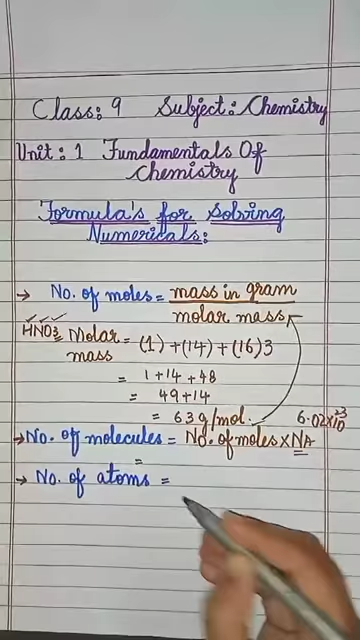 Class: 9 Subject: Chemistry
Unit: 1 Fundamentals Of
Chemistry
Formula's for Solving
Numericals:
→ No. of moles = mass in gram
molar mass
HNO3 Molar mass = (1) + (14) + (16)3
= 1 + 14 + 48
= 49 + 14
= 63 g/mol.
6.02×10^23
→ No. of molecules = No. of moles × NA
=
→ No. of atoms =